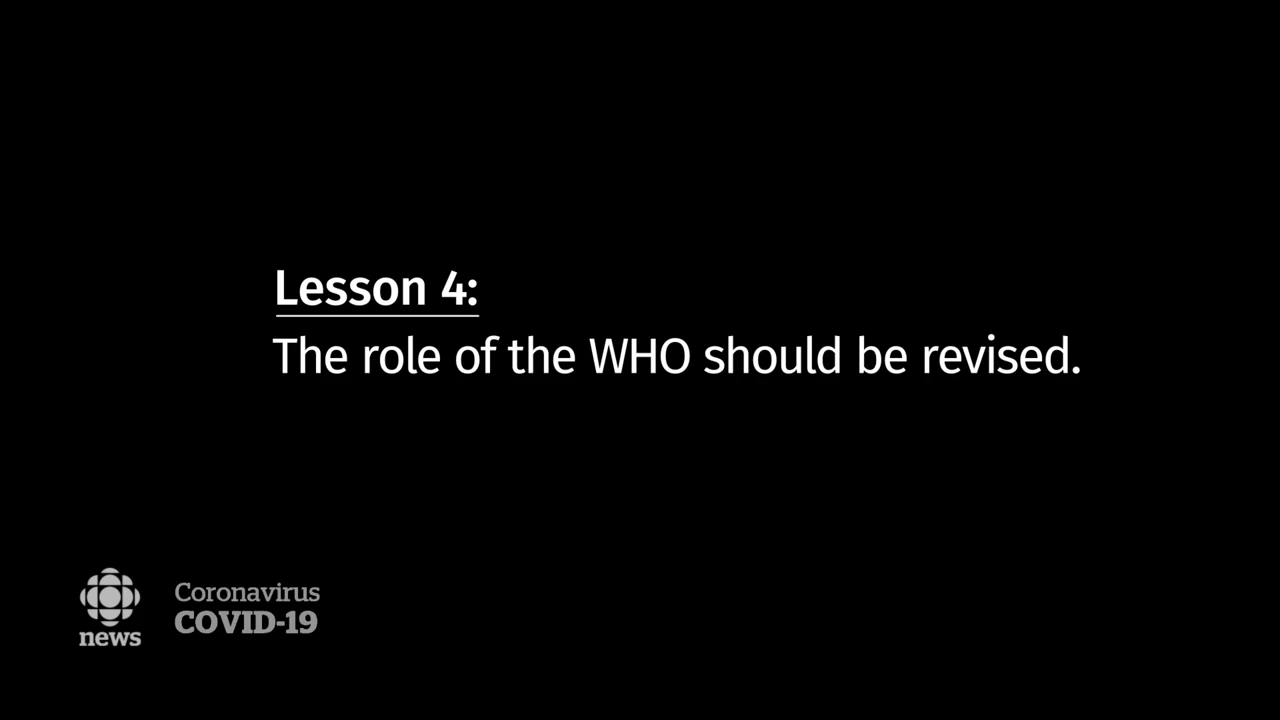 Lesson 4:
The role of the WHO should be revised.
Coronavirus
COVID-19
news